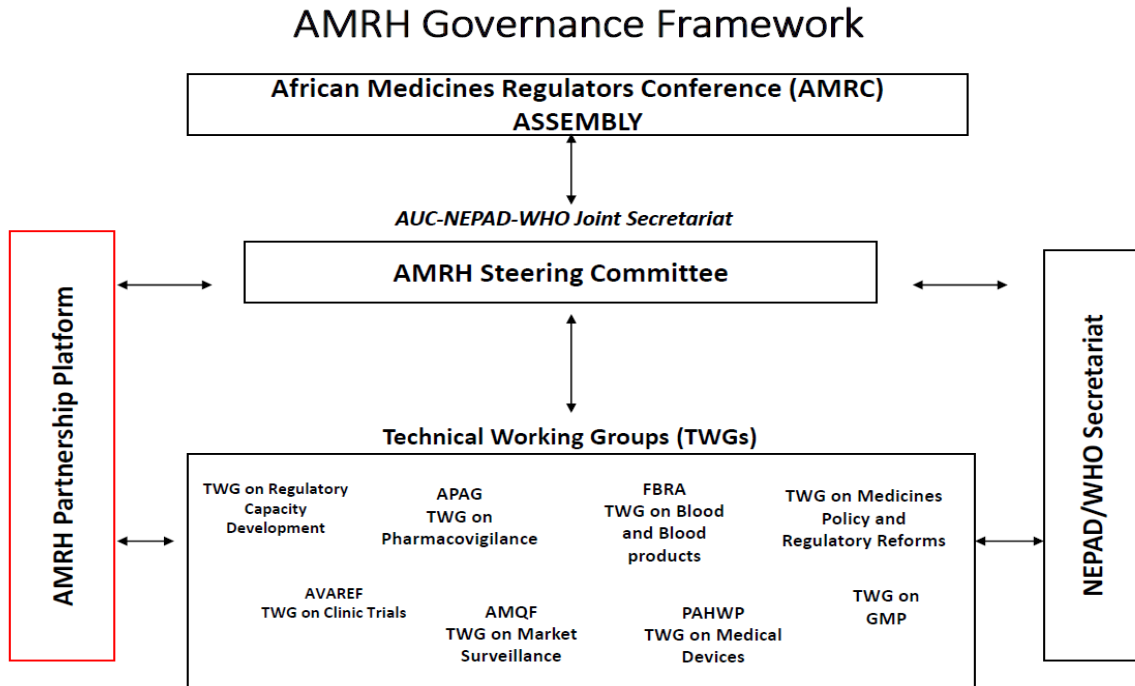 AMRH Governance Framework
African Medicines Regulators Conference (AMRC)
ASSEMBLY
AUC-NEPAD-WHO Joint Secretariat
AMRH Steering Committee
AMRH Partnership Platform
NEPAD/WHO Secretariat
Technical Working Groups (TWGs)
TWG on Regulatory
Capacity
Development
APAG
TWG on
Pharmacovigilance
FBRA
TWG on Blood
and Blood
products
TWG on Medicines
Policy and
Regulatory Reforms
AVAREF
TWG on Clinic Trials
AMQF
TWG on Market
Surveillance
PAHWP
TWG on Medical
Devices
TWG on
GMP